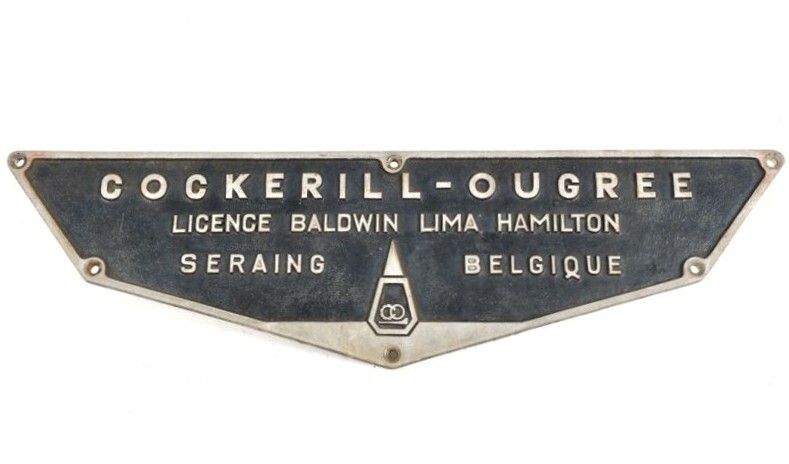 COCKERILL-OUGREE
LICENCE BALDWIN LIMA HAMILTON
SERAING BELGIQUE